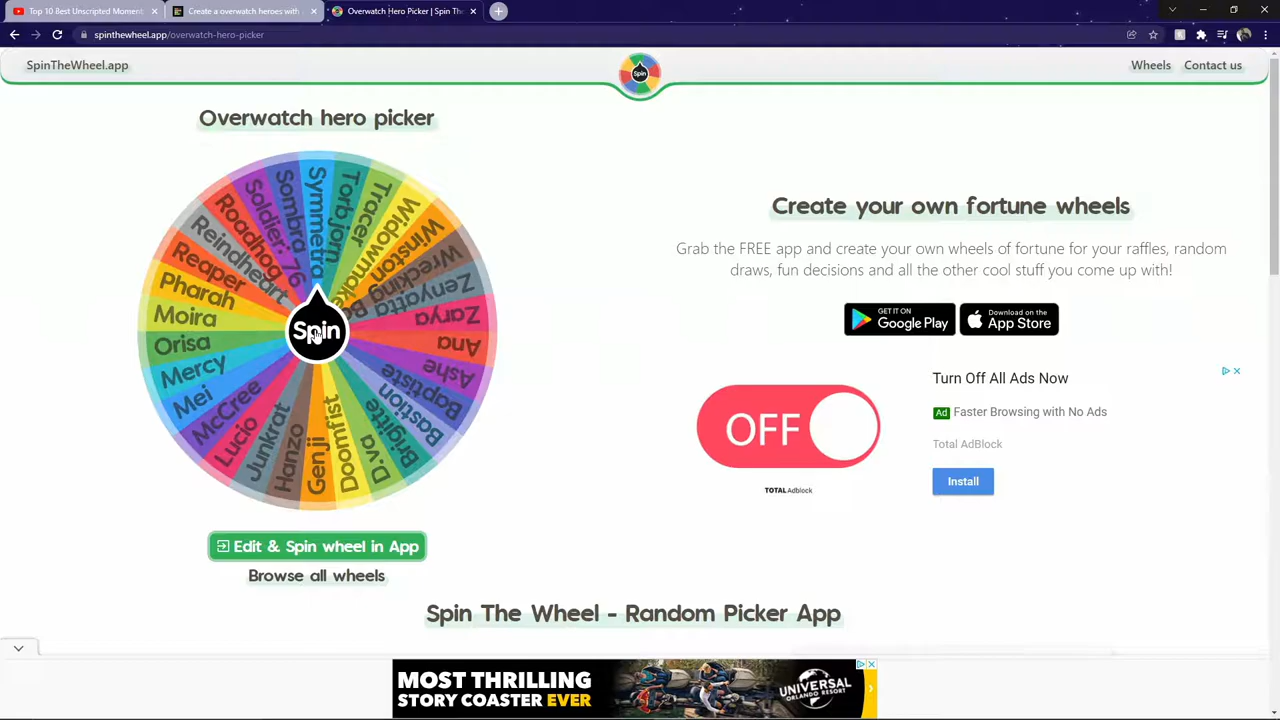 Top 10 Best Unscripted Moment
Create a overwatch heroes with
Overwatch Hero Picker | Spin The
spinthewheel.app/overwatch-hero-picker
SpinTheWheel.app
Spin
Wheels
Contact us
Overwatch hero picker
Symmetra
Torbjorn
Tracer
Widowmake
Winston
Wrecking
Zenyatta
Zarya
Ana
Ashe
Baptiste
Bastion
Brigitte
D.va
Doomfist
Genji
Hanzo
Junkrat
Lucio
McCree
Mei
Mercy
Orisa
Moira
Pharah
Reaper
Reindheart
Roadhog
Soldier: 76
Sombra
Spin
Edit & Spin wheel in App
Browse all wheels
Create your own fortune wheels
Grab the FREE app and create your own wheels of fortune for your raffles, random
draws, fun decisions and all the other cool stuff you come up with!
GET IT ON
Google Play
Download on the
App Store
OFF
TOTAL Adblock
Turn Off All Ads Now
Ad Faster Browsing with No Ads
Total AdBlock
Install
Spin The Wheel - Random Picker App
MOST THRILLING
STORY COASTER EVER
UNIVERSAL
ORLANDO RESORT